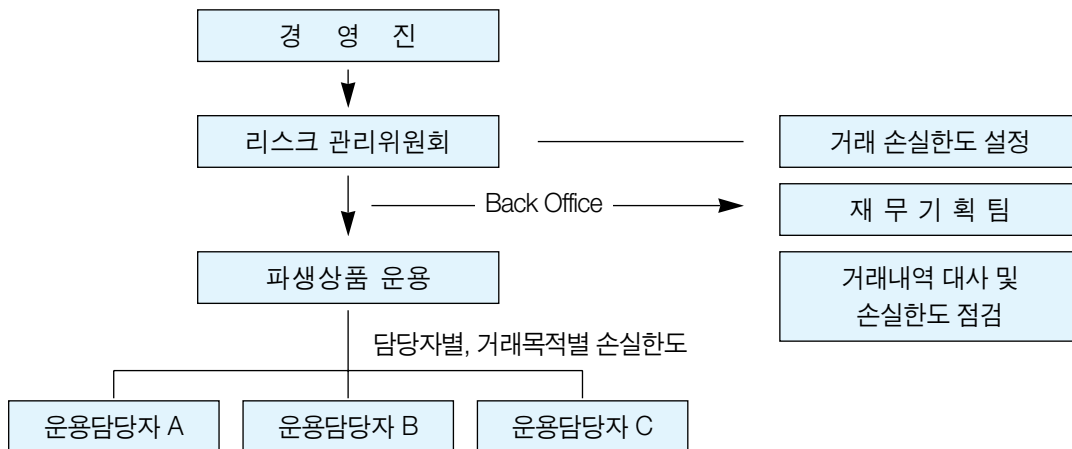 경 영 진
리스크 관리위원회
거래 손실한도 설정
Back Office
재 무 기 획 팀
파생상품 운용
거래내역 대사 및
손실한도 점검
담당자별, 거래목적별 손실한도
운용담당자 A
운용담당자 B
운용담당자 C